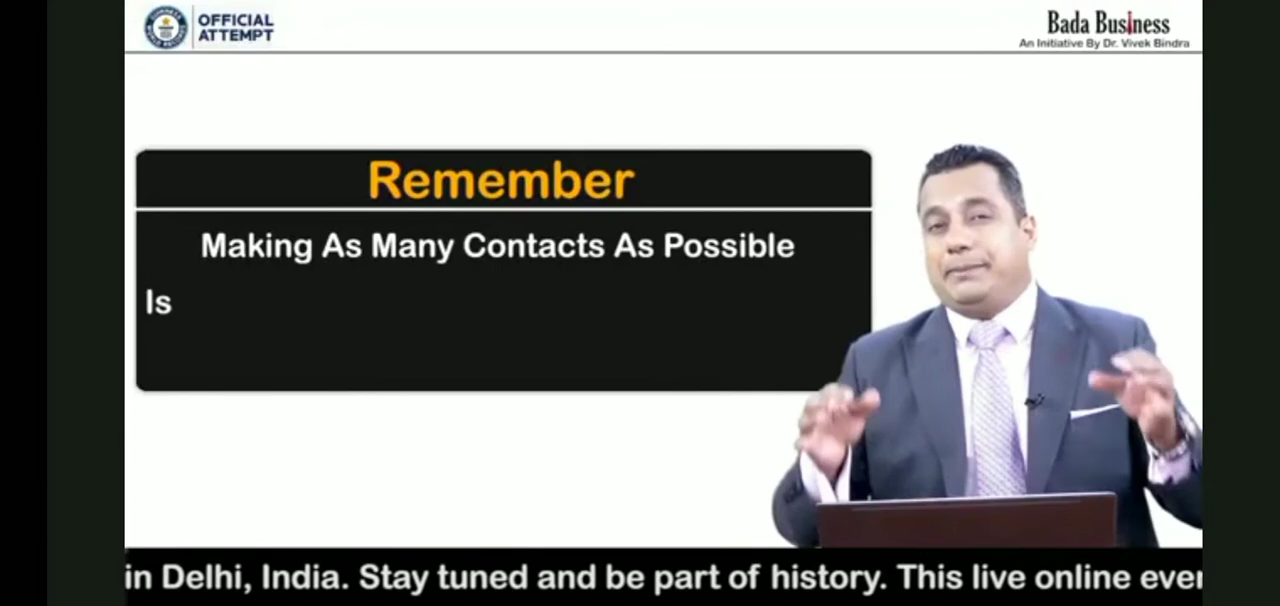 OFFICIAL
ATTEMPT
Bada Business
An Initiative By Dr. Vivek Bindra
Remember
Making As Many Contacts As Possible
Is
in Delhi, India. Stay tuned and be part of history. This live online ever